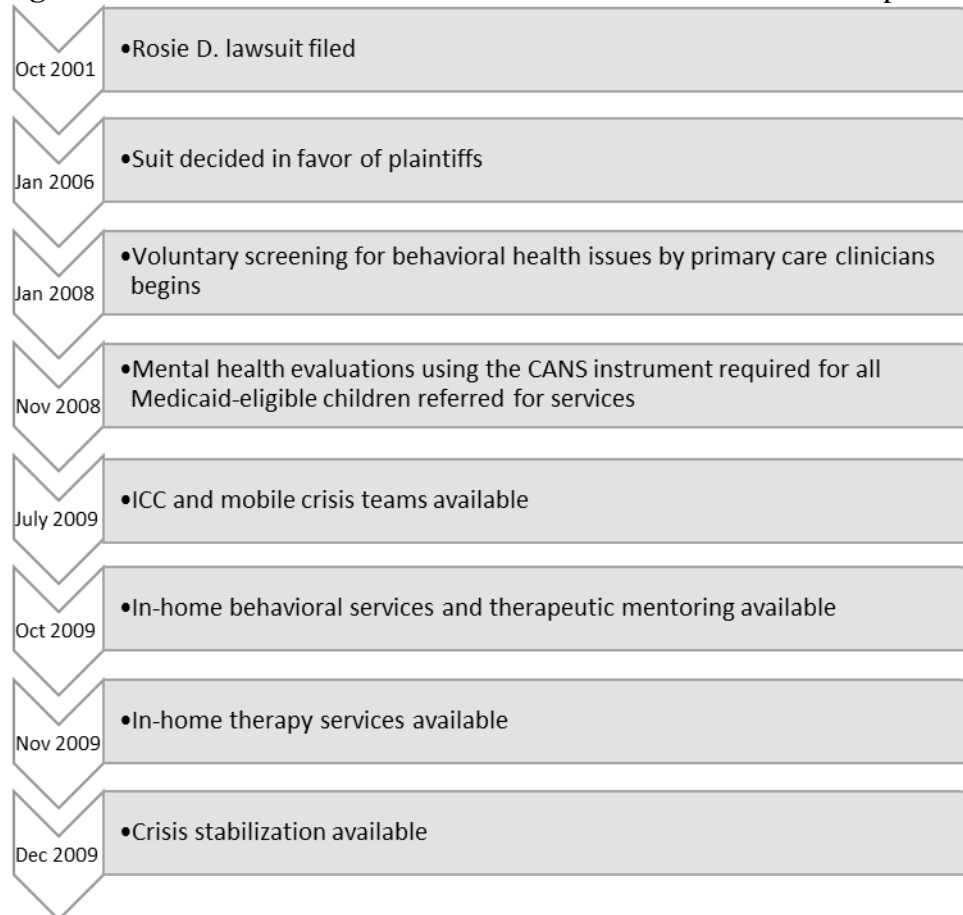 Oct 2001
•Rosie D. lawsuit filed
Jan 2006
•Suit decided in favor of plaintiffs
Jan 2008
•Voluntary screening for behavioral health issues by primary care clinicians
begins
Nov 2008
•Mental health evaluations using the CANS instrument required for all
Medicaid-eligible children referred for services
July 2009
•ICC and mobile crisis teams available
Oct 2009
•In-home behavioral services and therapeutic mentoring available
Nov 2009
•In-home therapy services available
Dec 2009
•Crisis stabilization available